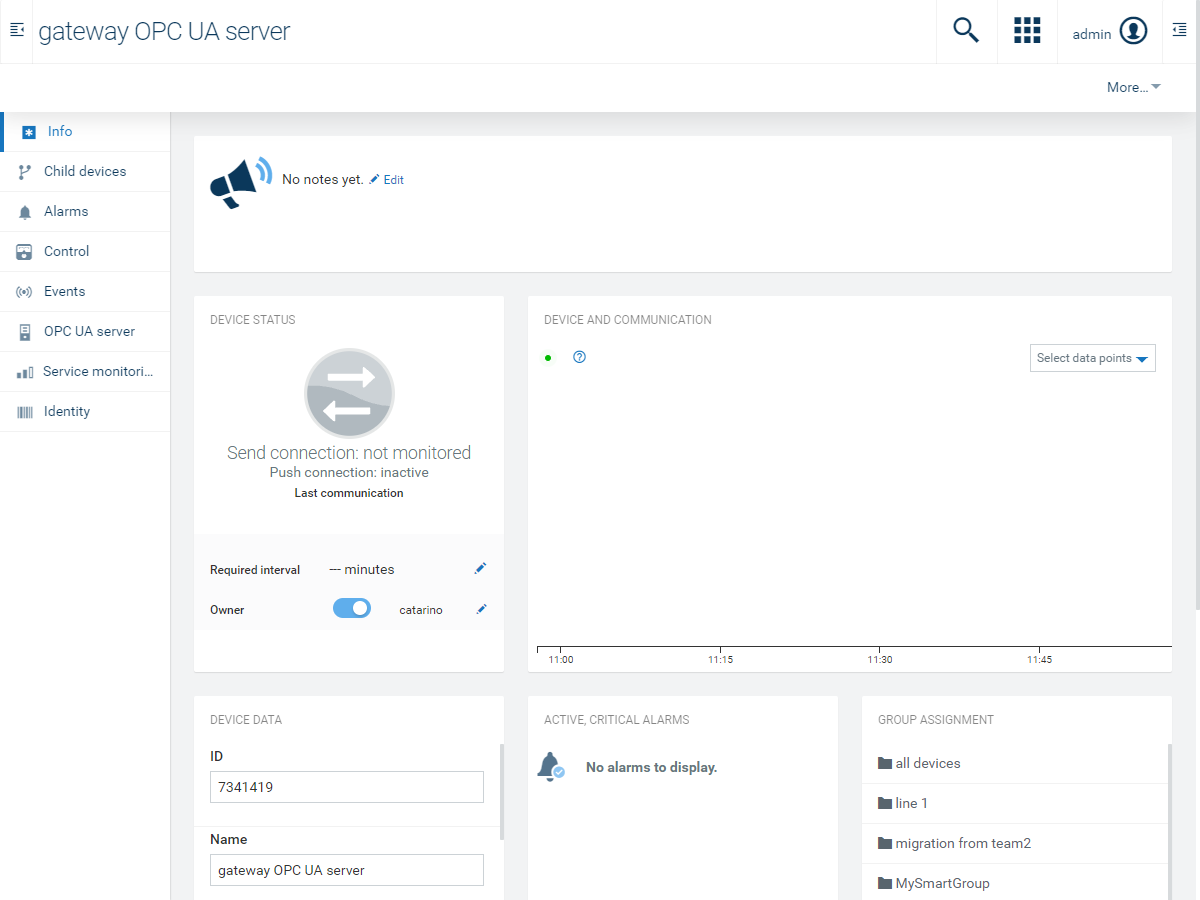 gateway OPC UA server
admin
More...
Info
Child devices
Alarms
Control
Events
OPC UA server
Service monitori...
Identity
No notes yet. Edit
DEVICE STATUS
Send connection: not monitored
Push connection: inactive
Last communication
Required interval --- minutes
Owner catarino
DEVICE AND COMMUNICATION
Select data points
11:00 11:15 11:30 11:45
DEVICE DATA
ID
7341419
Name
gateway OPC UA server
ACTIVE, CRITICAL ALARMS
No alarms to display.
GROUP ASSIGNMENT
all devices
line 1
migration from team2
MySmartGroup